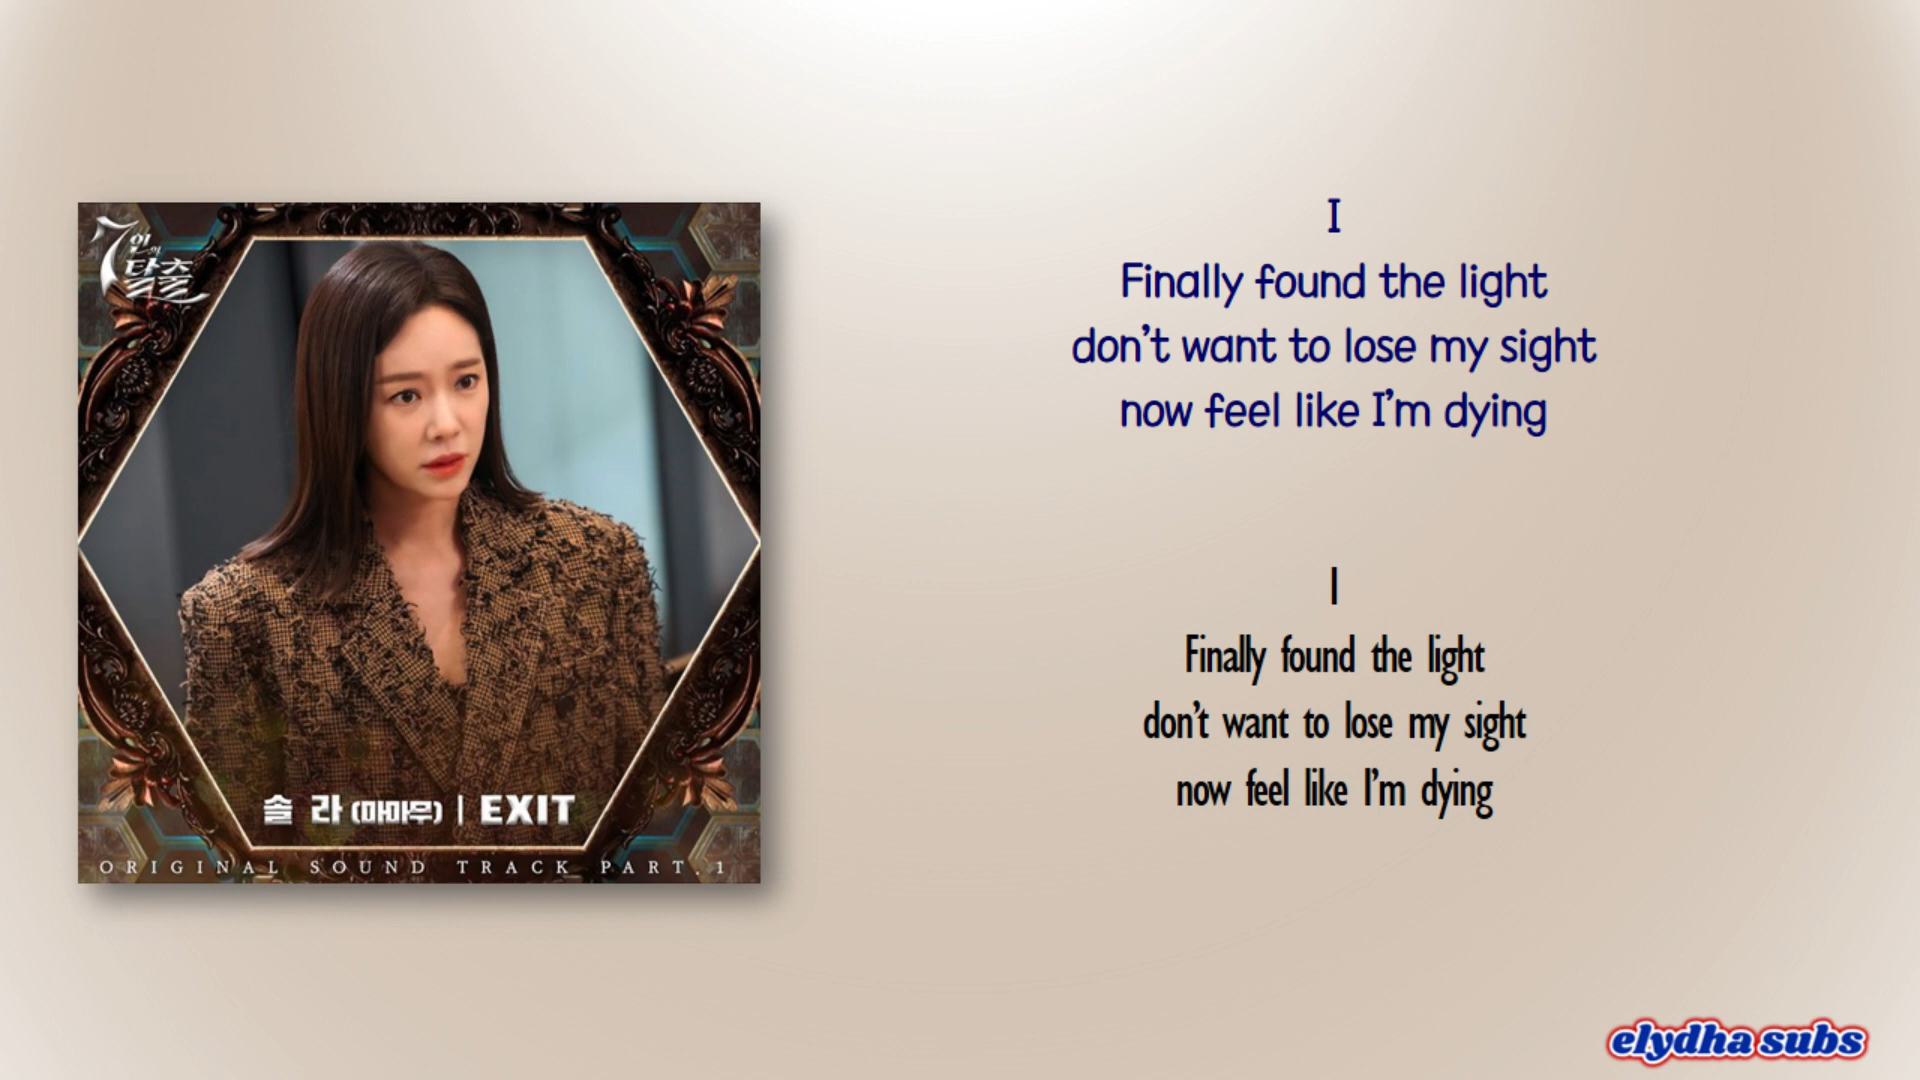 7인의
탈출
솔 라 (마마무) | EXIT
ORIGINAL SOUND TRACK PART.1
I
Finally found the light
don't want to lose my sight
now feel like I'm dying
I
Finally found the light
don't want to lose my sight
now feel like I'm dying
elydha subs